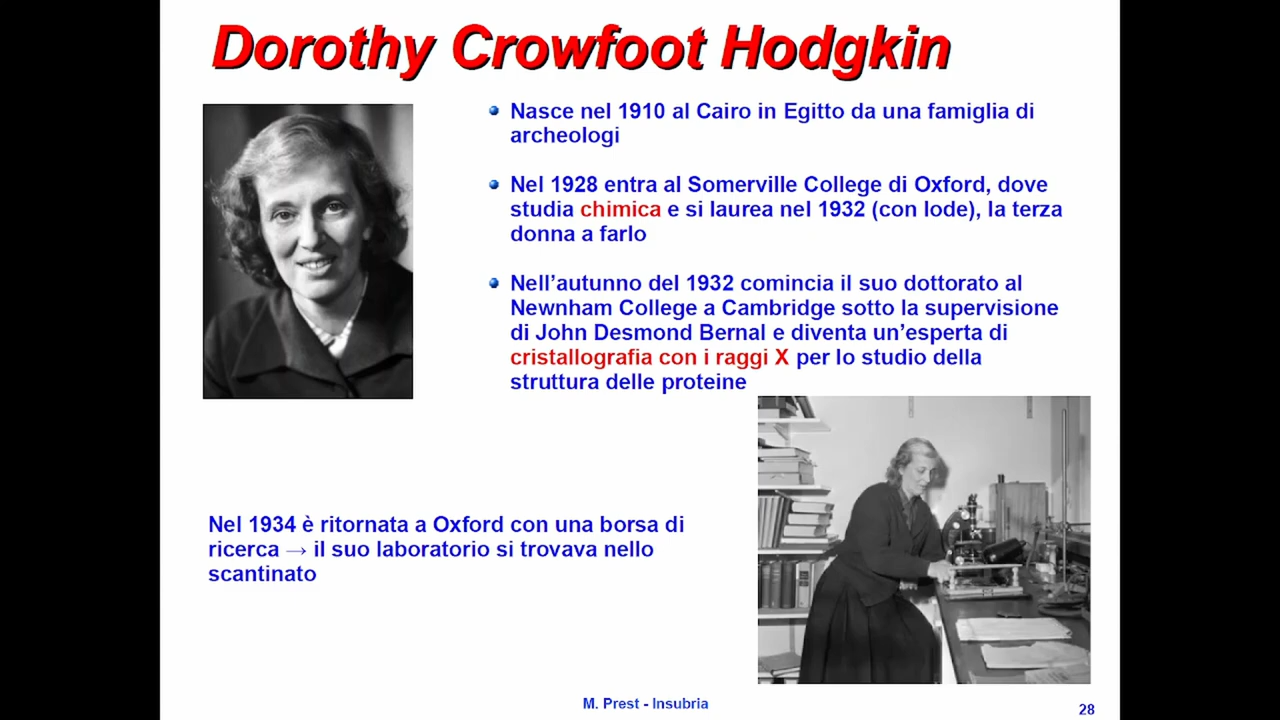 Dorothy Crowfoot Hodgkin
Nasce nel 1910 al Cairo in Egitto da una famiglia di
archeologi
Nel 1928 entra al Somerville College di Oxford, dove
studia chimica e si laurea nel 1932 (con lode), la terza
donna a farlo
Nell’autunno del 1932 comincia il suo dottorato al
Newnham College a Cambridge sotto la supervisione
di John Desmond Bernal e diventa un’esperta di
cristallografia con i raggi X per lo studio della
struttura delle proteine
Nel 1934 è ritornata a Oxford con una borsa di
ricerca → il suo laboratorio si trovava nello
scantinato
M. Prest - Insubria
28